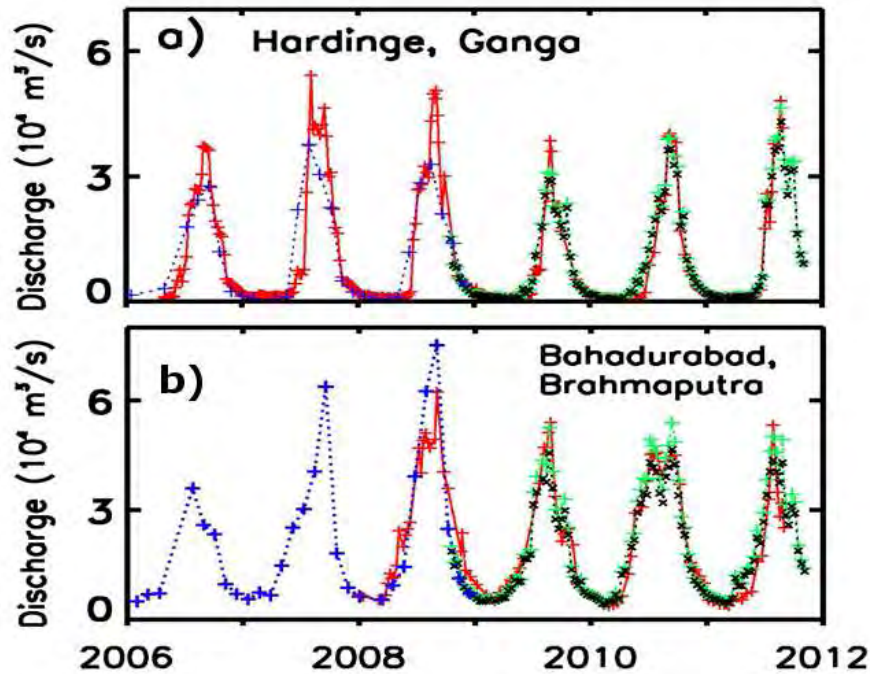 a) Hardinge, Ganga
Discharge (10⁴ m³/s)
6
3
0
b) Bahadurabad,
Brahmaputra
Discharge (10⁴ m³/s)
6
3
0
2006 2008 2010 2012